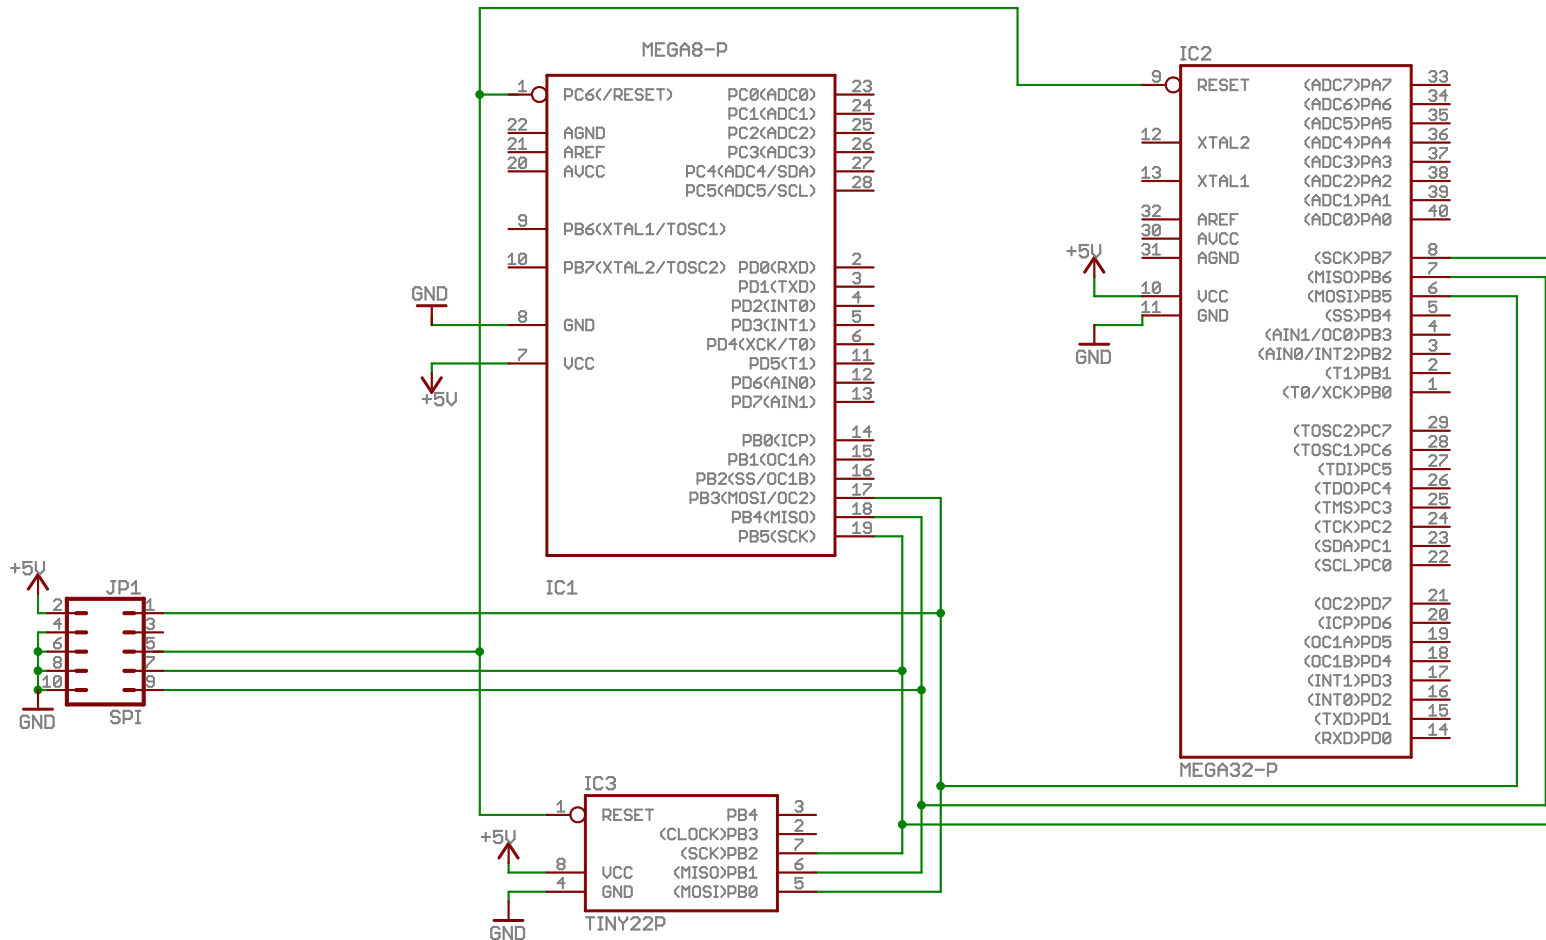 MEGA8-P
1 PC6(/RESET) PC0(ADC0) 23
PC1(ADC1) 24
22 AGND PC2(ADC2) 25
21 AREF PC3(ADC3) 26
20 AVCC PC4(ADC4/SDA) 27
PC5(ADC5/SCL) 28
9 PB6(XTAL1/TOSC1)
10 PB7(XTAL2/TOSC2) PD0(RXD) 2
PD1(TXD) 3
GND
PD2(INT0) 4
8 GND PD3(INT1) 5
PD4(XCK/T0) 6
7 VCC PD5(T1) 11
PD6(AIN0) 12
+5V
PD7(AIN1) 13
PB0(ICP) 14
PB1(OC1A) 15
PB2(SS/OC1B) 16
PB3(MOSI/OC2) 17
PB4(MISO) 18
PB5(SCK) 19
IC1
IC2
9 RESET (ADC7)PA7 33
(ADC6)PA6 34
(ADC5)PA5 35
12 XTAL2 (ADC4)PA4 36
(ADC3)PA3 37
13 XTAL1 (ADC2)PA2 38
(ADC1)PA1 39
32 AREF (ADC0)PA0 40
30 AVCC
+5V
31 AGND (SCK)PB7 8
(MISO)PB6 7
10 VCC (MOSI)PB5 6
11 GND (SS)PB4 5
(AIN1/OC0)PB3 4
GND
(AIN0/INT2)PB2 3
(T1)PB1 2
(T0/XCK)PB0 1
(TOSC2)PC7 29
(TOSC1)PC6 28
(TDI)PC5 27
(TDO)PC4 26
(TMS)PC3 25
(TCK)PC2 24
(SDA)PC1 23
(SCL)PC0 22
(OC2)PD7 21
(ICP)PD6 20
(OC1A)PD5 19
(OC1B)PD4 18
(INT1)PD3 17
(INT0)PD2 16
(TXD)PD1 15
(RXD)PD0 14
MEGA32-P
+5V
JP1
2 1
4 3
6 5
8 7
10 9
GND
SPI
IC3
1 RESET PB4 3
(CLOCK)PB3 2
+5V
(SCK)PB2 7
8 VCC (MISO)PB1 6
4 GND (MOSI)PB0 5
GND
TINY22P